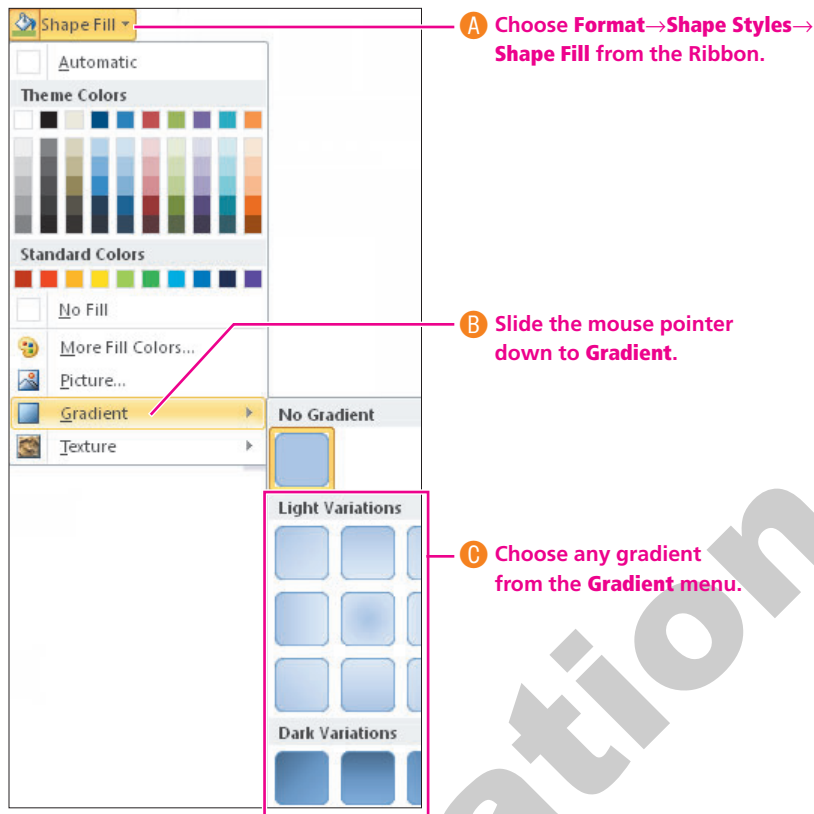 Shape Fill
A Choose Format→Shape Styles→
Shape Fill from the Ribbon.
Automatic
Theme Colors
Standard Colors
No Fill
More Fill Colors...
Picture...
Gradient
Texture
B Slide the mouse pointer
down to Gradient.
No Gradient
Light Variations
C Choose any gradient
from the Gradient menu.
Dark Variations
ation